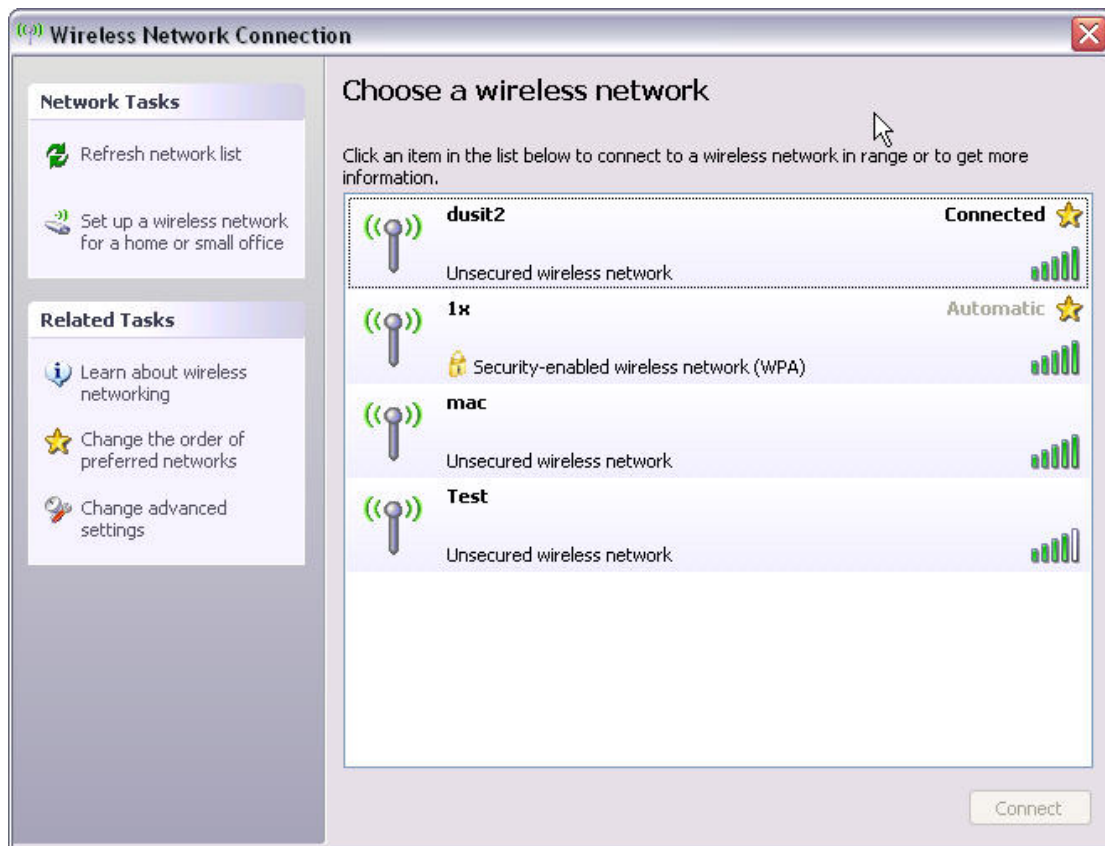 Wireless Network Connection
Network Tasks
Refresh network list
Set up a wireless network
for a home or small office
Related Tasks
Learn about wireless
networking
Change the order of
preferred networks
Change advanced
settings
Choose a wireless network
Click an item in the list below to connect to a wireless network in range or to get more
information.
dusit2 Connected
Unsecured wireless network
1x Automatic
Security-enabled wireless network (WPA)
mac
Unsecured wireless network
Test
Unsecured wireless network
Connect